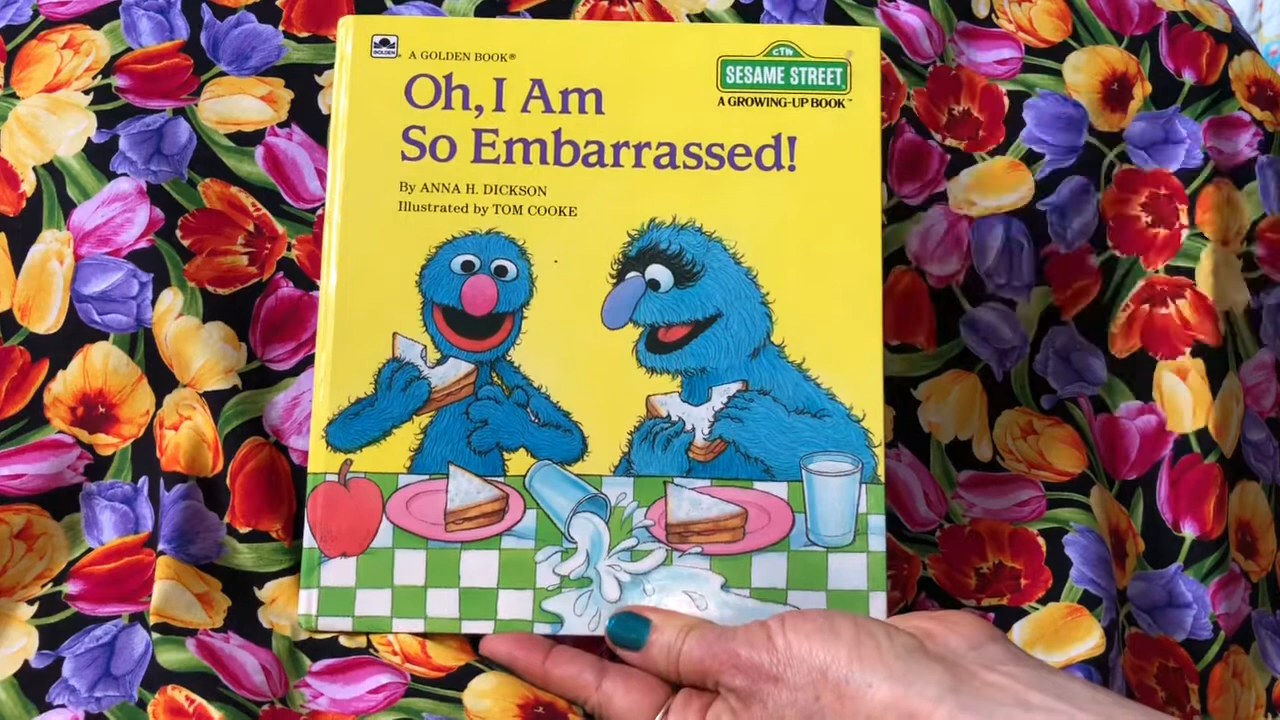 GOLDEN
A GOLDEN BOOK®
CTW
SESAME STREET
A GROWING-UP BOOK™
Oh, I Am
So Embarrassed!
By ANNA H. DICKSON
Illustrated by TOM COOKE